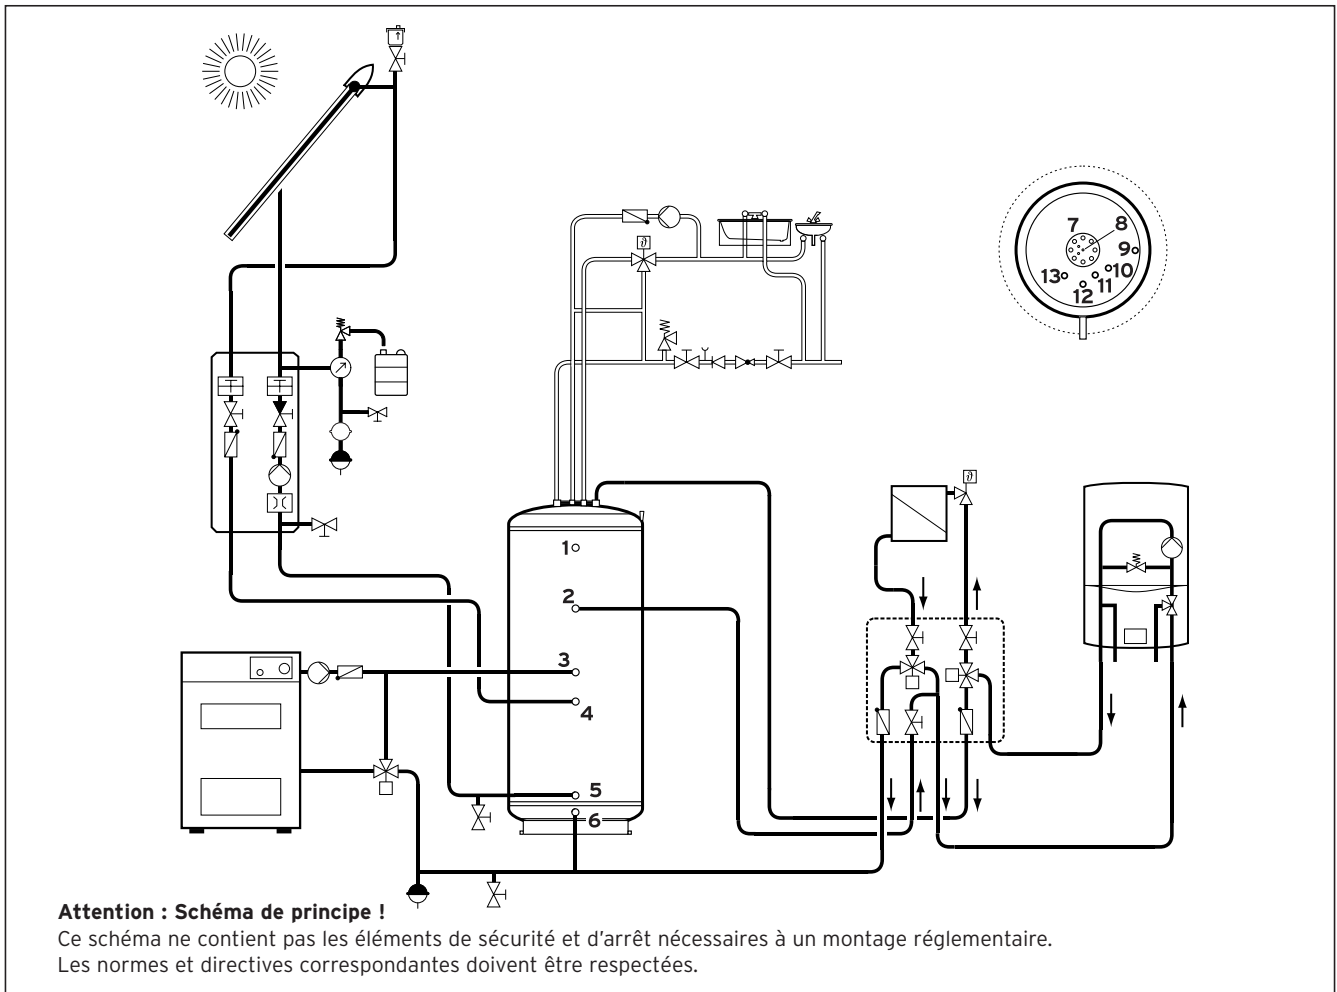 7
8
9
10
11
12
13
ϑ
ϑ
1
2
3
4
5
6
Attention : Schéma de principe !
Ce schéma ne contient pas les éléments de sécurité et d'arrêt nécessaires à un montage réglementaire.
Les normes et directives correspondantes doivent être respectées.